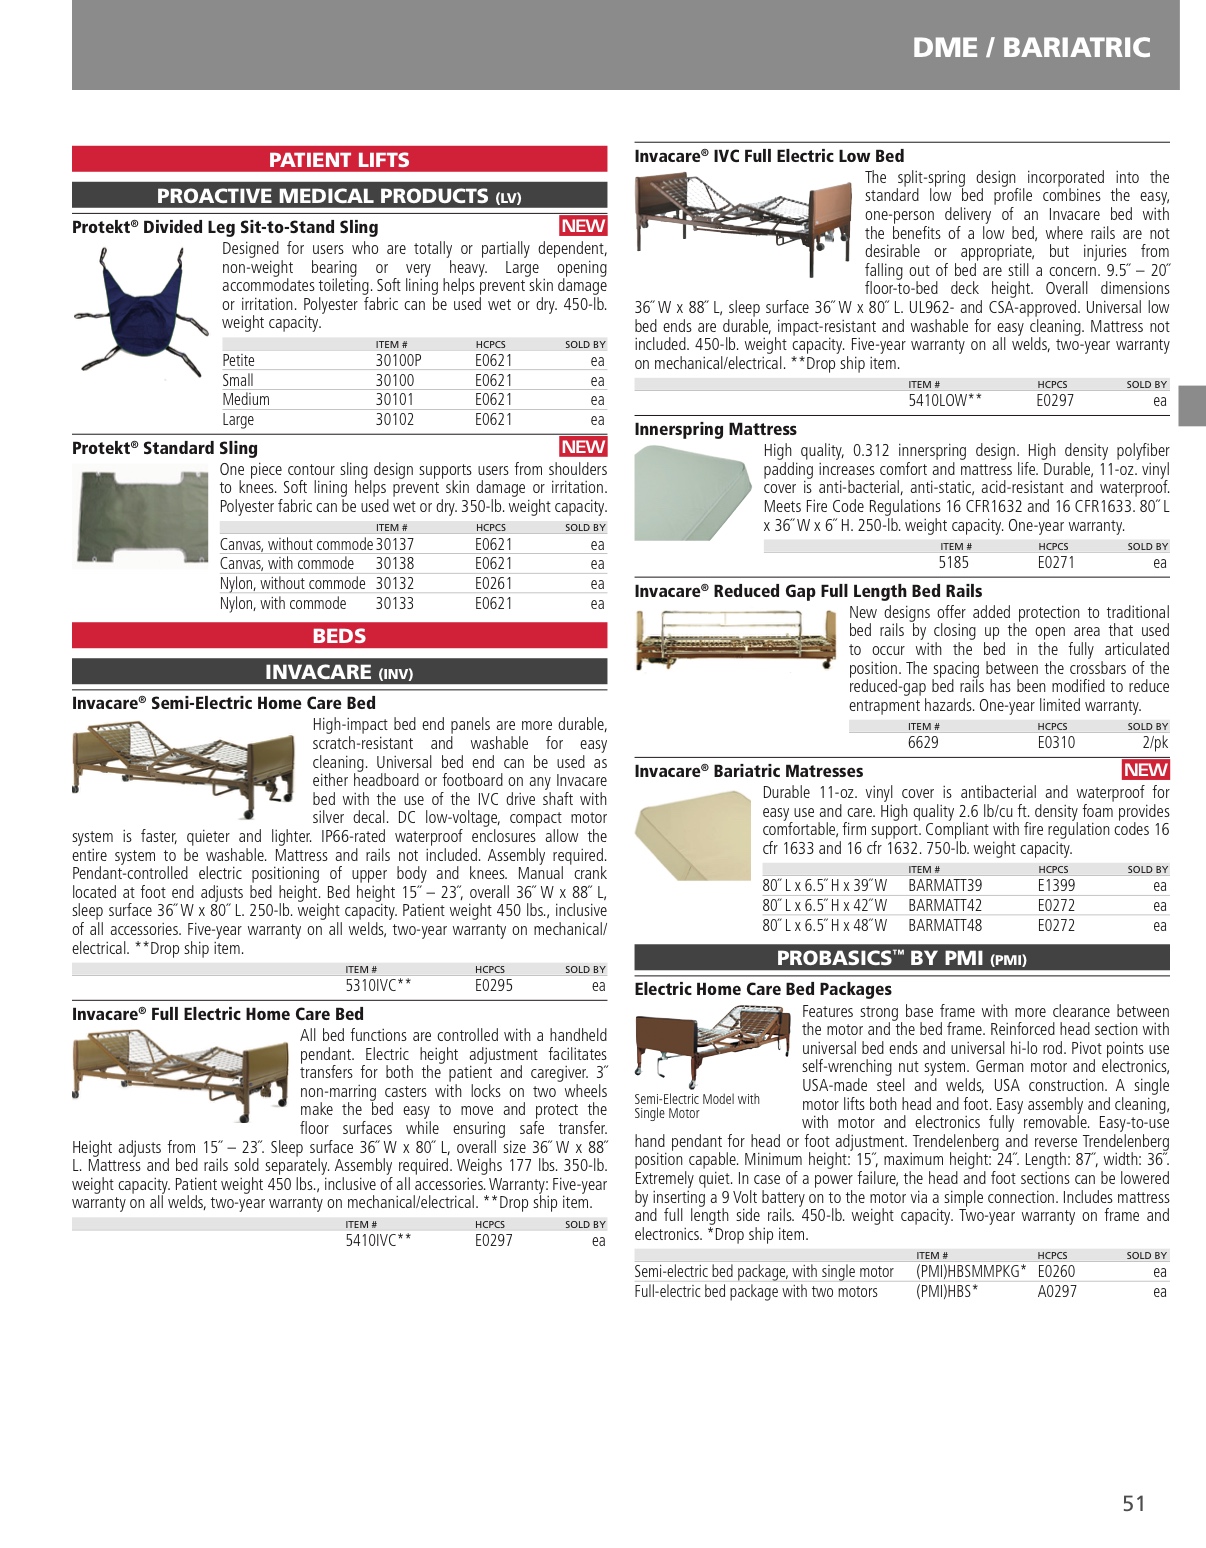 DME / BARIATRIC
PATIENT LIFTS
PROACTIVE MEDICAL PRODUCTS (LV)
Protekt® Divided Leg Sit-to-Stand Sling NEW
Designed for users who are totally or partially dependent,
non-weight bearing or very heavy. Large opening
accommodates toileting. Soft lining helps prevent skin damage
or irritation. Polyester fabric can be used wet or dry. 450-lb.
weight capacity.
ITEM # HCPCS SOLD BY
Petite 30100P E0621 ea
Small 30100 E0621 ea
Medium 30101 E0621 ea
Large 30102 E0621 ea
Protekt® Standard Sling NEW
One piece contour sling design supports users from shoulders
to knees. Soft lining helps prevent skin damage or irritation.
Polyester fabric can be used wet or dry. 350-lb. weight capacity.
ITEM # HCPCS SOLD BY
Canvas, without commode 30137 E0621 ea
Canvas, with commode 30138 E0621 ea
Nylon, without commode 30132 E0261 ea
Nylon, with commode 30133 E0621 ea
BEDS
INVACARE (INV)
Invacare® Semi-Electric Home Care Bed
High-impact bed end panels are more durable,
scratch-resistant and washable for easy
cleaning. Universal bed end can be used as
either headboard or footboard on any Invacare
bed with the use of the IVC drive shaft with
silver decal. DC low-voltage, compact motor
system is faster, quieter and lighter. IP66-rated waterproof enclosures allow the
entire system to be washable. Mattress and rails not included. Assembly required.
Pendant-controlled electric positioning of upper body and knees. Manual crank
located at foot end adjusts bed height. Bed height 15˝ – 23˝, overall 36˝ W x 88˝ L,
sleep surface 36˝ W x 80˝ L. 250-lb. weight capacity. Patient weight 450 lbs., inclusive
of all accessories. Five-year warranty on all welds, two-year warranty on mechanical/
electrical. **Drop ship item.
ITEM # HCPCS SOLD BY
5310IVC** E0295 ea
Invacare® Full Electric Home Care Bed
All bed functions are controlled with a handheld
pendant. Electric height adjustment facilitates
transfers for both the patient and caregiver. 3˝
non-marring casters with locks on two wheels
make the bed easy to move and protect the
floor surfaces while ensuring safe transfer.
Height adjusts from 15˝ – 23˝. Sleep surface 36˝ W x 80˝ L, overall size 36˝ W x 88˝
L. Mattress and bed rails sold separately. Assembly required. Weighs 177 lbs. 350-lb.
weight capacity. Patient weight 450 lbs., inclusive of all accessories. Warranty: Five-year
warranty on all welds, two-year warranty on mechanical/electrical. **Drop ship item.
ITEM # HCPCS SOLD BY
5410IVC** E0297 ea
Invacare® IVC Full Electric Low Bed
The split-spring design incorporated into the
standard low bed profile combines the easy,
one-person delivery of an Invacare bed with
the benefits of a low bed, where rails are not
desirable or appropriate, but injuries from
falling out of bed are still a concern. 9.5˝ – 20˝
floor-to-bed deck height. Overall dimensions
36˝ W x 88˝ L, sleep surface 36˝ W x 80˝ L. UL962- and CSA-approved. Universal low
bed ends are durable, impact-resistant and washable for easy cleaning. Mattress not
included. 450-lb. weight capacity. Five-year warranty on all welds, two-year warranty
on mechanical/electrical. **Drop ship item.
ITEM # HCPCS SOLD BY
5410LOW** E0297 ea
Innerspring Mattress
High quality, 0.312 innerspring design. High density polyfiber
padding increases comfort and mattress life. Durable, 11-oz. vinyl
cover is anti-bacterial, anti-static, acid-resistant and waterproof.
Meets Fire Code Regulations 16 CFR1632 and 16 CFR1633. 80˝ L
x 36˝ W x 6˝ H. 250-lb. weight capacity. One-year warranty.
ITEM # HCPCS SOLD BY
5185 E0271 ea
Invacare® Reduced Gap Full Length Bed Rails
New designs offer added protection to traditional
bed rails by closing up the open area that used
to occur with the bed in the fully articulated
position. The spacing between the crossbars of the
reduced-gap bed rails has been modified to reduce
entrapment hazards. One-year limited warranty.
ITEM # HCPCS SOLD BY
6629 E0310 2/pk
Invacare® Bariatric Matresses NEW
Durable 11-oz. vinyl cover is antibacterial and waterproof for
easy use and care. High quality 2.6 lb/cu ft. density foam provides
comfortable, firm support. Compliant with fire regulation codes 16
cfr 1633 and 16 cfr 1632. 750-lb. weight capacity.
ITEM # HCPCS SOLD BY
80˝ L x 6.5˝ H x 39˝ W BARMATT39 E1399 ea
80˝ L x 6.5˝ H x 42˝ W BARMATT42 E0272 ea
80˝ L x 6.5˝ H x 48˝ W BARMATT48 E0272 ea
PROBASICS™ BY PMI (PMI)
Electric Home Care Bed Packages
Features strong base frame with more clearance between
the motor and the bed frame. Reinforced head section with
universal bed ends and universal hi-lo rod. Pivot points use
self-wrenching nut system. German motor and electronics,
USA-made steel and welds, USA construction. A single
motor lifts both head and foot. Easy assembly and cleaning,
with motor and electronics fully removable. Easy-to-use
Semi-Electric Model with
Single Motor
hand pendant for head or foot adjustment. Trendelenberg and reverse Trendelenberg
position capable. Minimum height: 15˝, maximum height: 24˝. Length: 87˝, width: 36˝.
Extremely quiet. In case of a power failure, the head and foot sections can be lowered
by inserting a 9 Volt battery on to the motor via a simple connection. Includes mattress
and full length side rails. 450-lb. weight capacity. Two-year warranty on frame and
electronics. *Drop ship item.
ITEM # HCPCS SOLD BY
Semi-electric bed package, with single motor (PMI)HBSMMPKG* E0260 ea
Full-electric bed package with two motors (PMI)HBS* A0297 ea
51